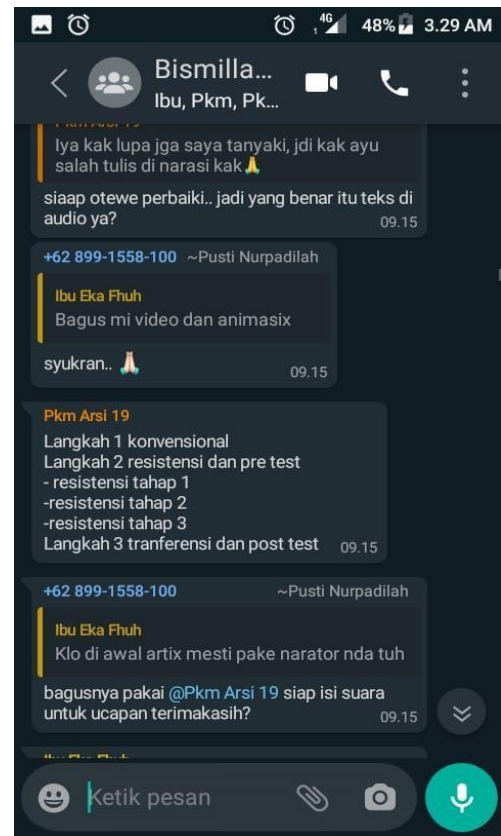 4G 48% 3.29 AM
Bismilla...
Ibu, Pkm, Pk...
Iya kak lupa jga saya tanyaki, jdi kak ayu
salah tulis di narasi kak🙏
siaap otewe perbaiki.. jadi yang benar itu teks di
audio ya?
09.15
+62 899-1558-100 ~Pusti Nurpadilah
Ibu Eka Fhuh
Bagus mi video dan animasix
syukran.. 🙏🏻
09.15
Pkm Arsi 19
Langkah 1 konvensional
Langkah 2 resistensi dan pre test
- resistensi tahap 1
-resistensi tahap 2
-resistensi tahap 3
Langkah 3 tranferensi dan post test 09.15
+62 899-1558-100 ~Pusti Nurpadilah
Ibu Eka Fhuh
Klo di awal artix mesti pake narator nda tuh
bagusnya pakai @Pkm Arsi 19 siap isi suara
untuk ucapan terimakasih?
09.15
Ketik pesan